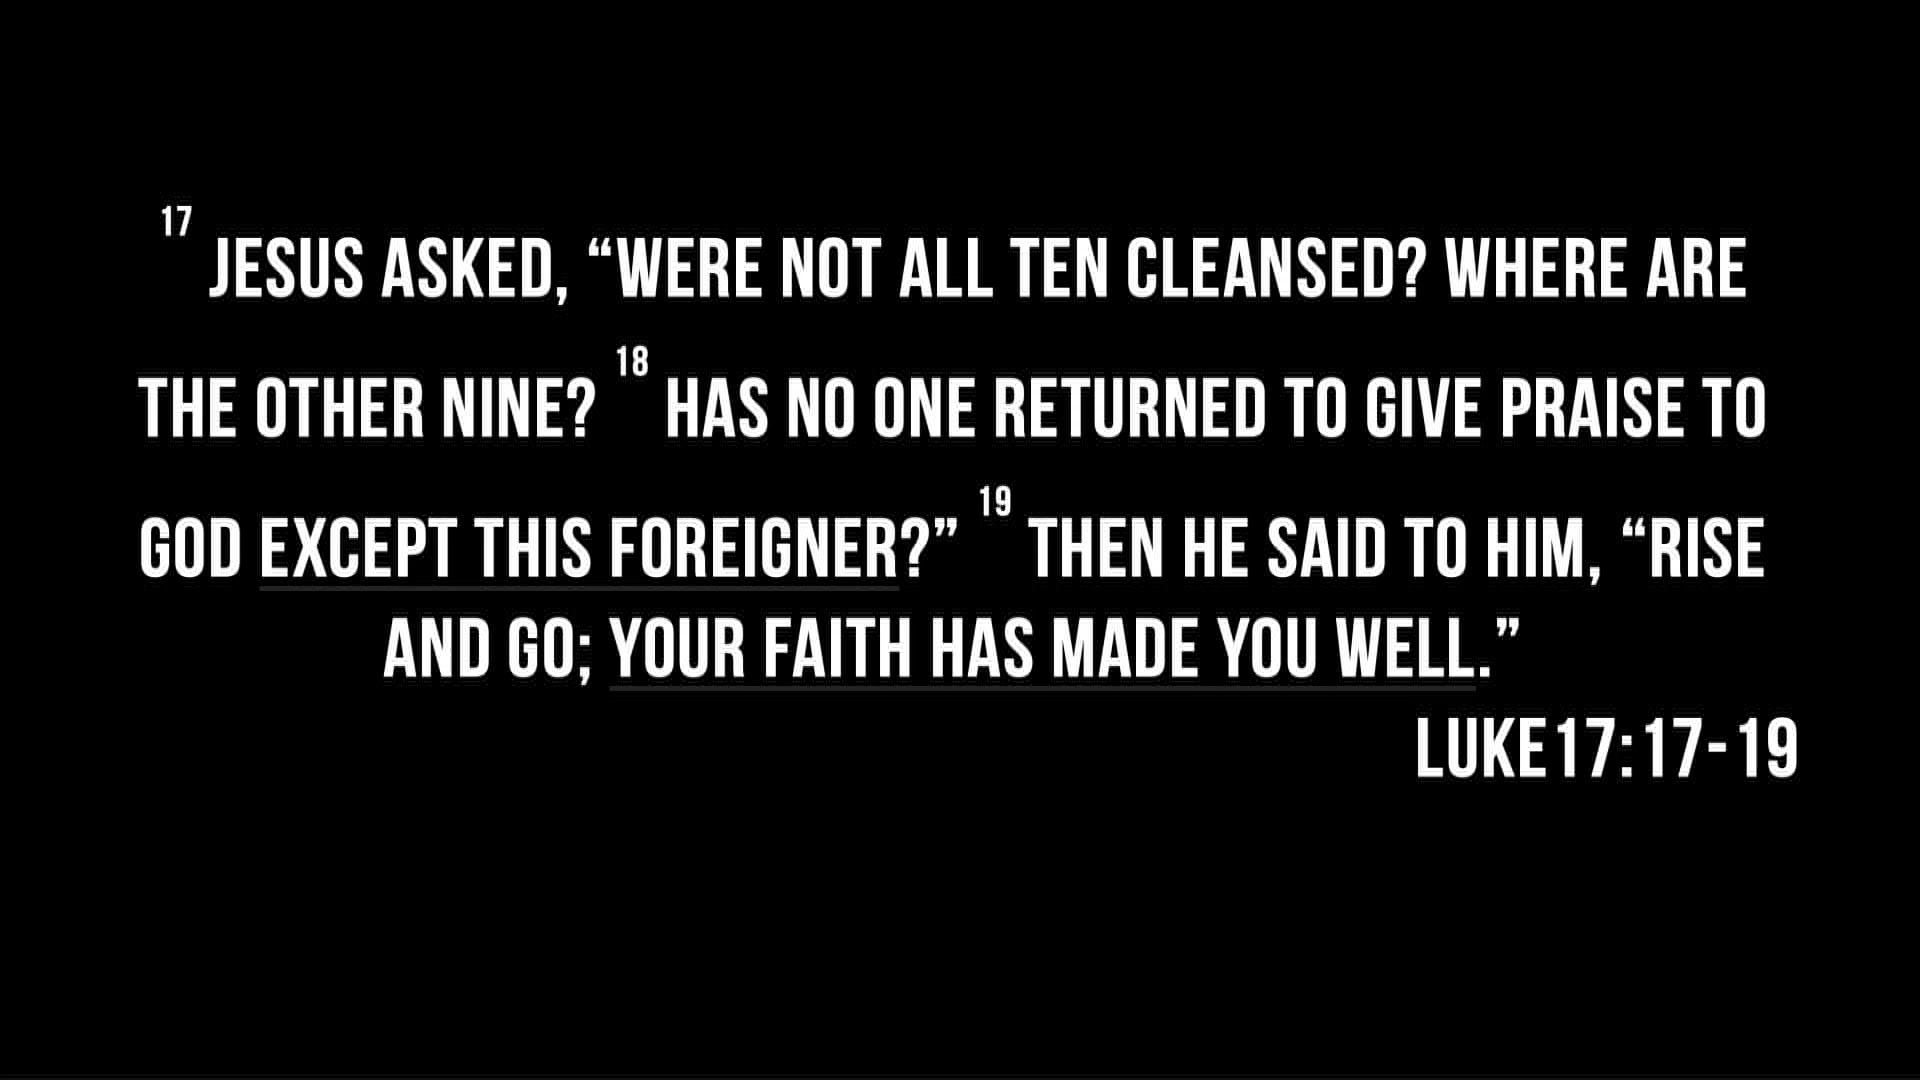 17 JESUS ASKED, “WERE NOT ALL TEN CLEANSED? WHERE ARE
THE OTHER NINE? 18 HAS NO ONE RETURNED TO GIVE PRAISE TO
GOD EXCEPT THIS FOREIGNER?” 19 THEN HE SAID TO HIM, “RISE
AND GO; YOUR FAITH HAS MADE YOU WELL.”
LUKE 17:17-19